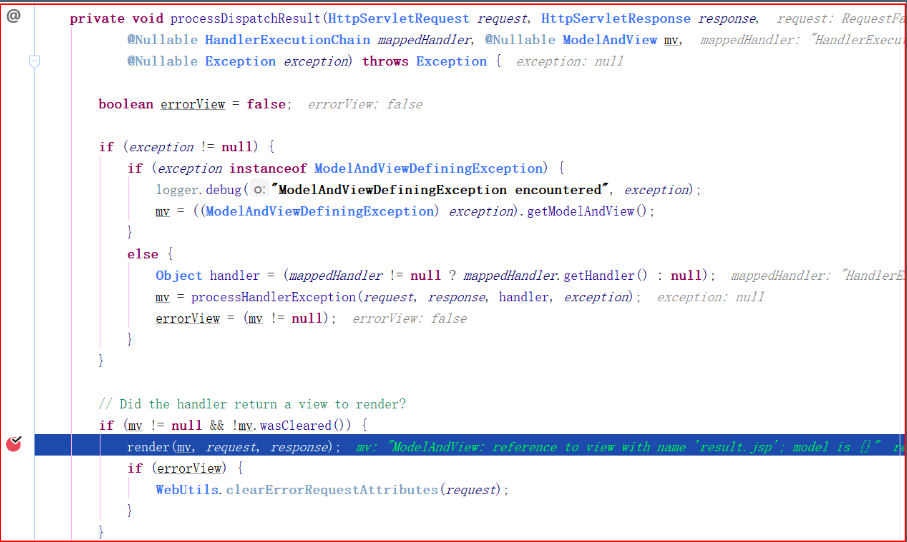 @
private void processDispatchResult(HttpServletRequest request, HttpServletResponse response, request: RequestFa
@Nullable HandlerExecutionChain mappedHandler, @Nullable ModelAndView mv, mappedHandler: "HandlerExecut
@Nullable Exception exception) throws Exception { exception: null
boolean errorView = false; errorView: false
if (exception != null) {
if (exception instanceof ModelAndViewDefiningException) {
logger.debug( o: "ModelAndViewDefiningException encountered", exception);
mv = ((ModelAndViewDefiningException) exception).getModelAndView();
}
else {
Object handler = (mappedHandler != null ? mappedHandler.getHandler() : null); mappedHandler: "HandlerEx
mv = processHandlerException(request, response, handler, exception); exception: null
errorView = (mv != null); errorView: false
}
}
// Did the handler return a view to render?
if (mv != null && !mv.wasCleared()) {
render(mv, request, response); mv: "ModelAndView: reference to view with name 'result.jsp'; model is {}" re
if (errorView) {
WebUtils.clearErrorRequestAttributes(request);
}
}